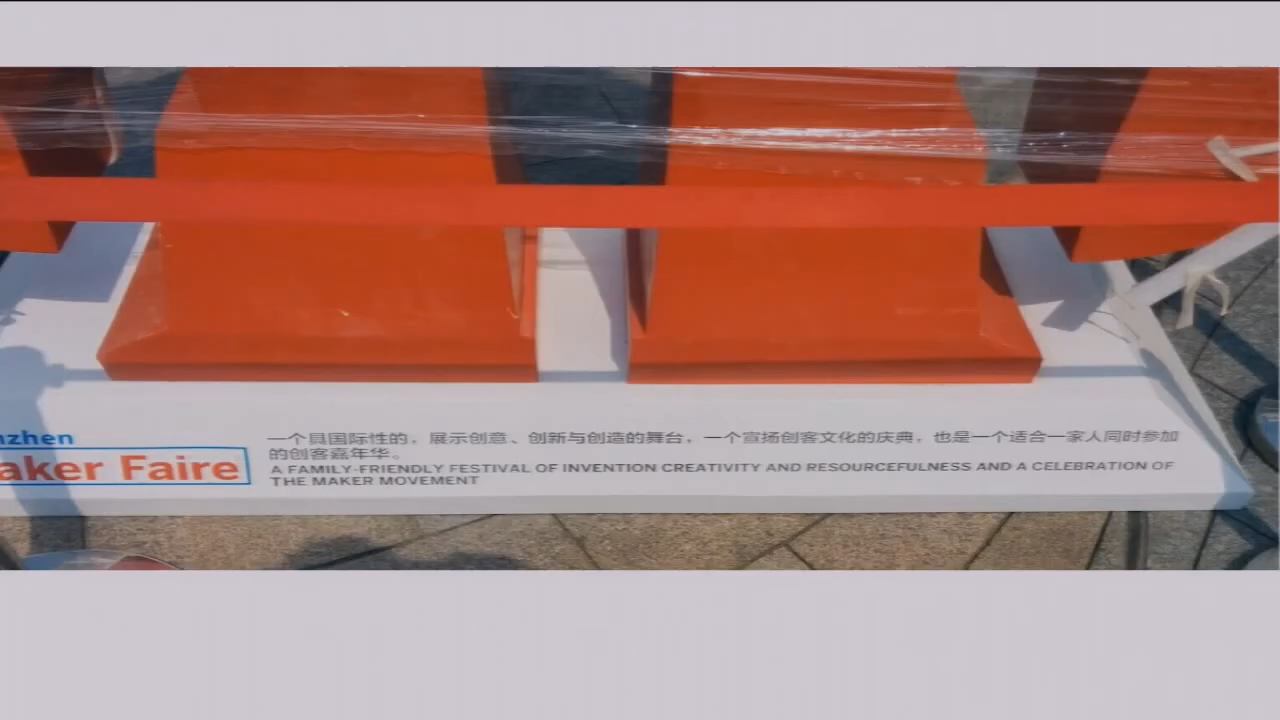 nzhen
aker Faire
一个具国际性的，展示创意、创新与创造的舞台，一个宣扬创客文化的庆典，也是一个适合一家人同时参加
的创客嘉年华。
A FAMILY-FRIENDLY FESTIVAL OF INVENTION CREATIVITY AND RESOURCEFULNESS AND A CELEBRATION OF
THE MAKER MOVEMENT